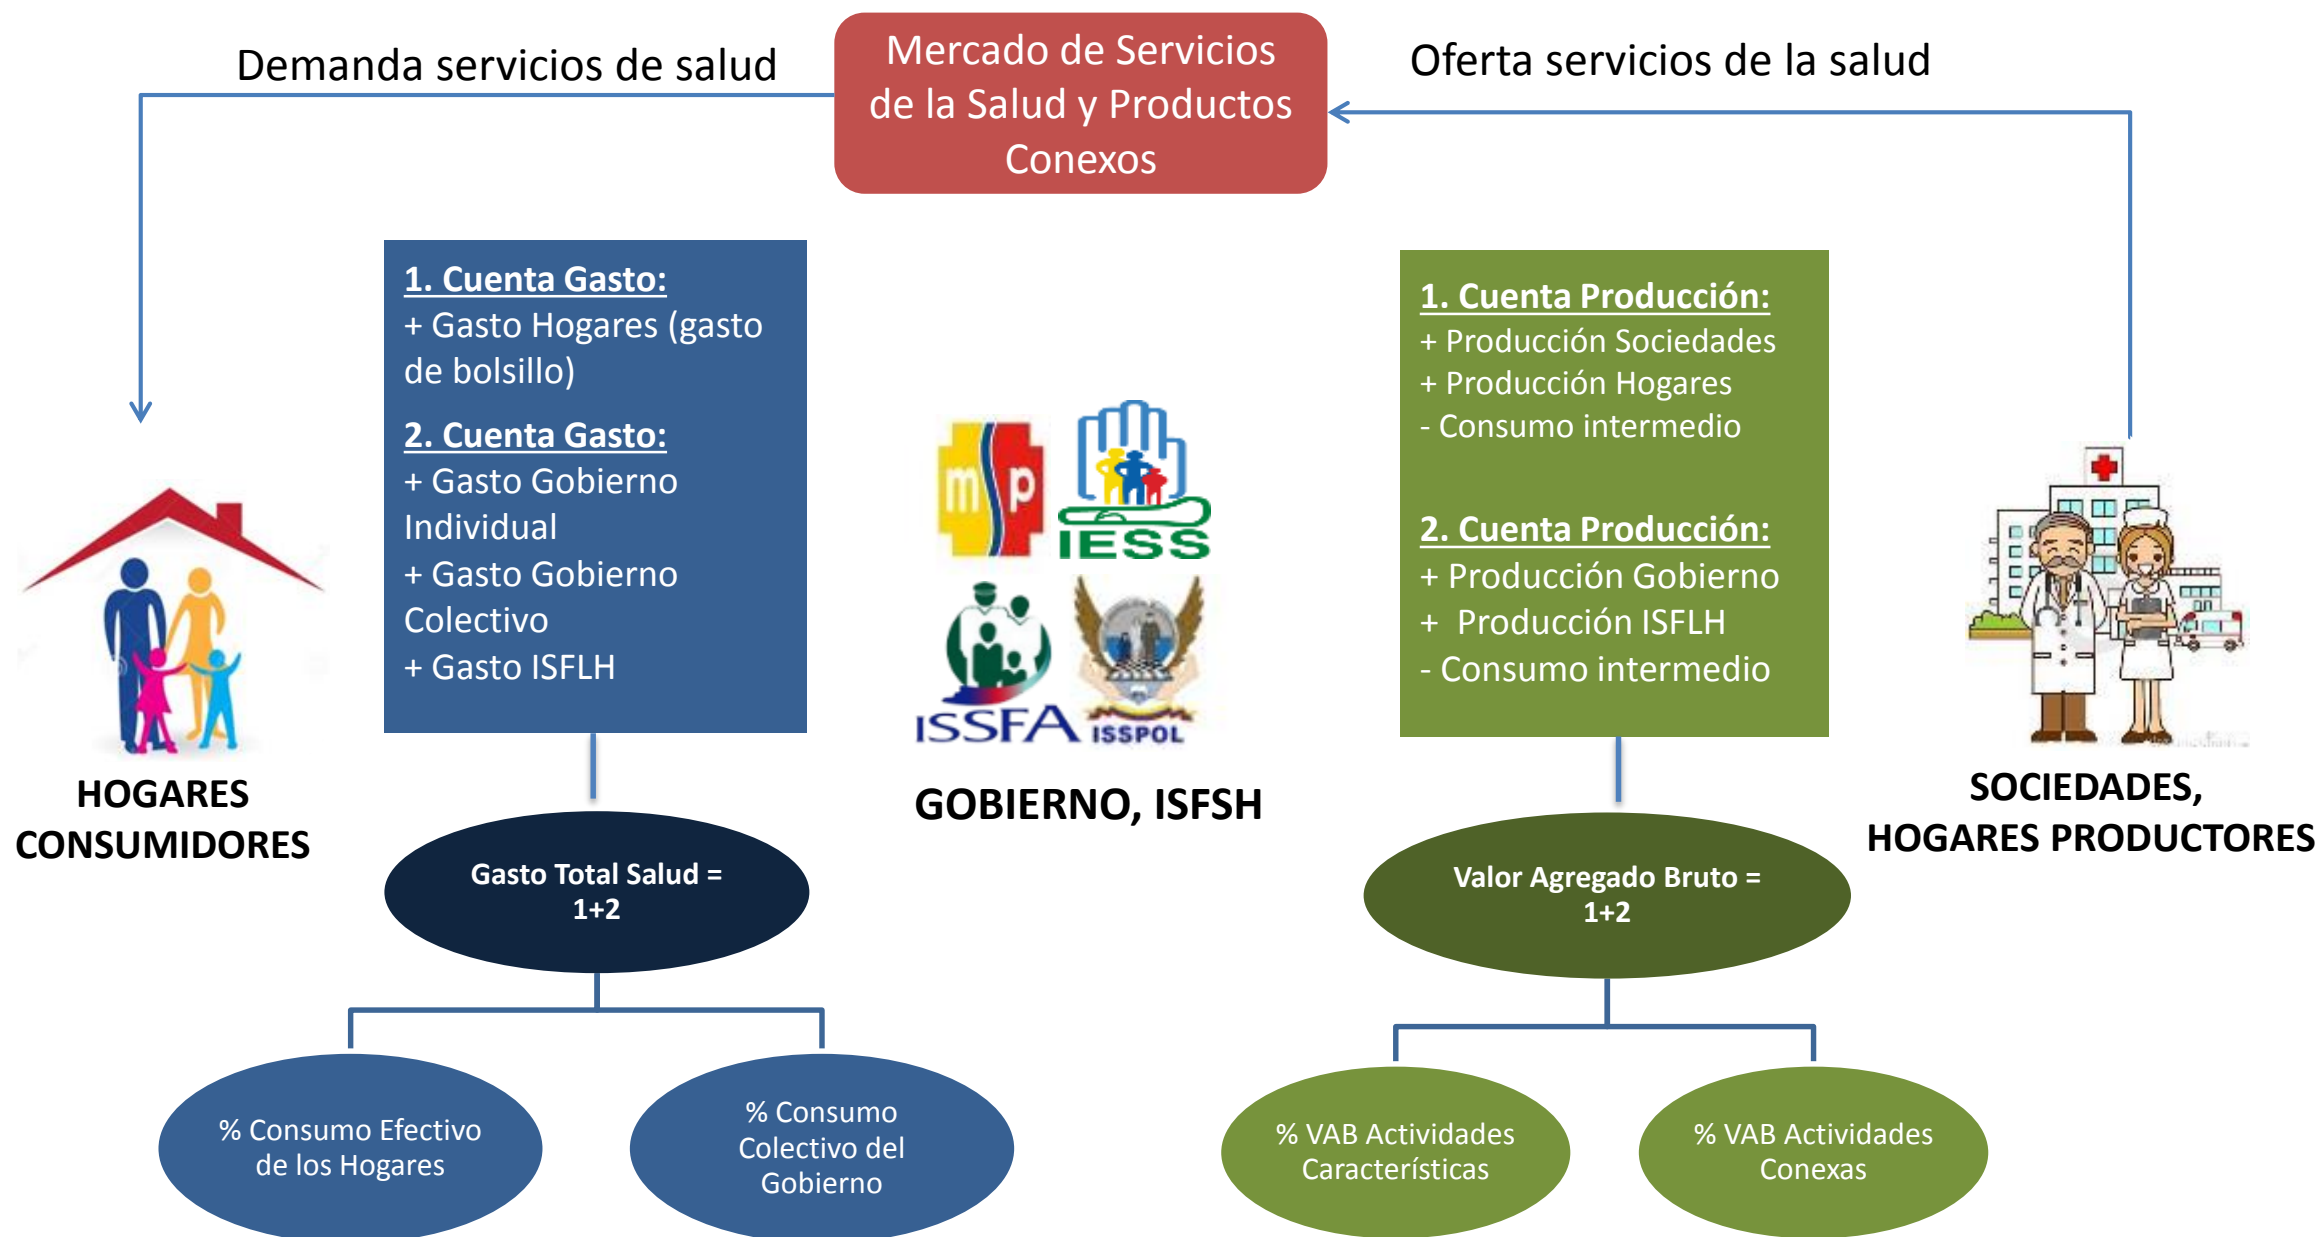 Demanda servicios de salud
Mercado de Servicios
de la Salud y Productos
Conexos
Oferta servicios de la salud
1. Cuenta Gasto:
+ Gasto Hogares (gasto
de bolsillo)
2. Cuenta Gasto:
+ Gasto Gobierno
Individual
+ Gasto Gobierno
Colectivo
+ Gasto ISFLH
msp
IESS
ISSFA
ISSPOL
1. Cuenta Producción:
+ Producción Sociedades
+ Producción Hogares
- Consumo intermedio
2. Cuenta Producción:
+ Producción Gobierno
+ Producción ISFLH
- Consumo intermedio
HOGARES
CONSUMIDORES
GOBIERNO, ISFSH
SOCIEDADES,
HOGARES PRODUCTORES
Gasto Total Salud =
1+2
Valor Agregado Bruto =
1+2
% Consumo Efectivo
de los Hogares
% Consumo
Colectivo del
Gobierno
% VAB Actividades
Características
% VAB Actividades
Conexas